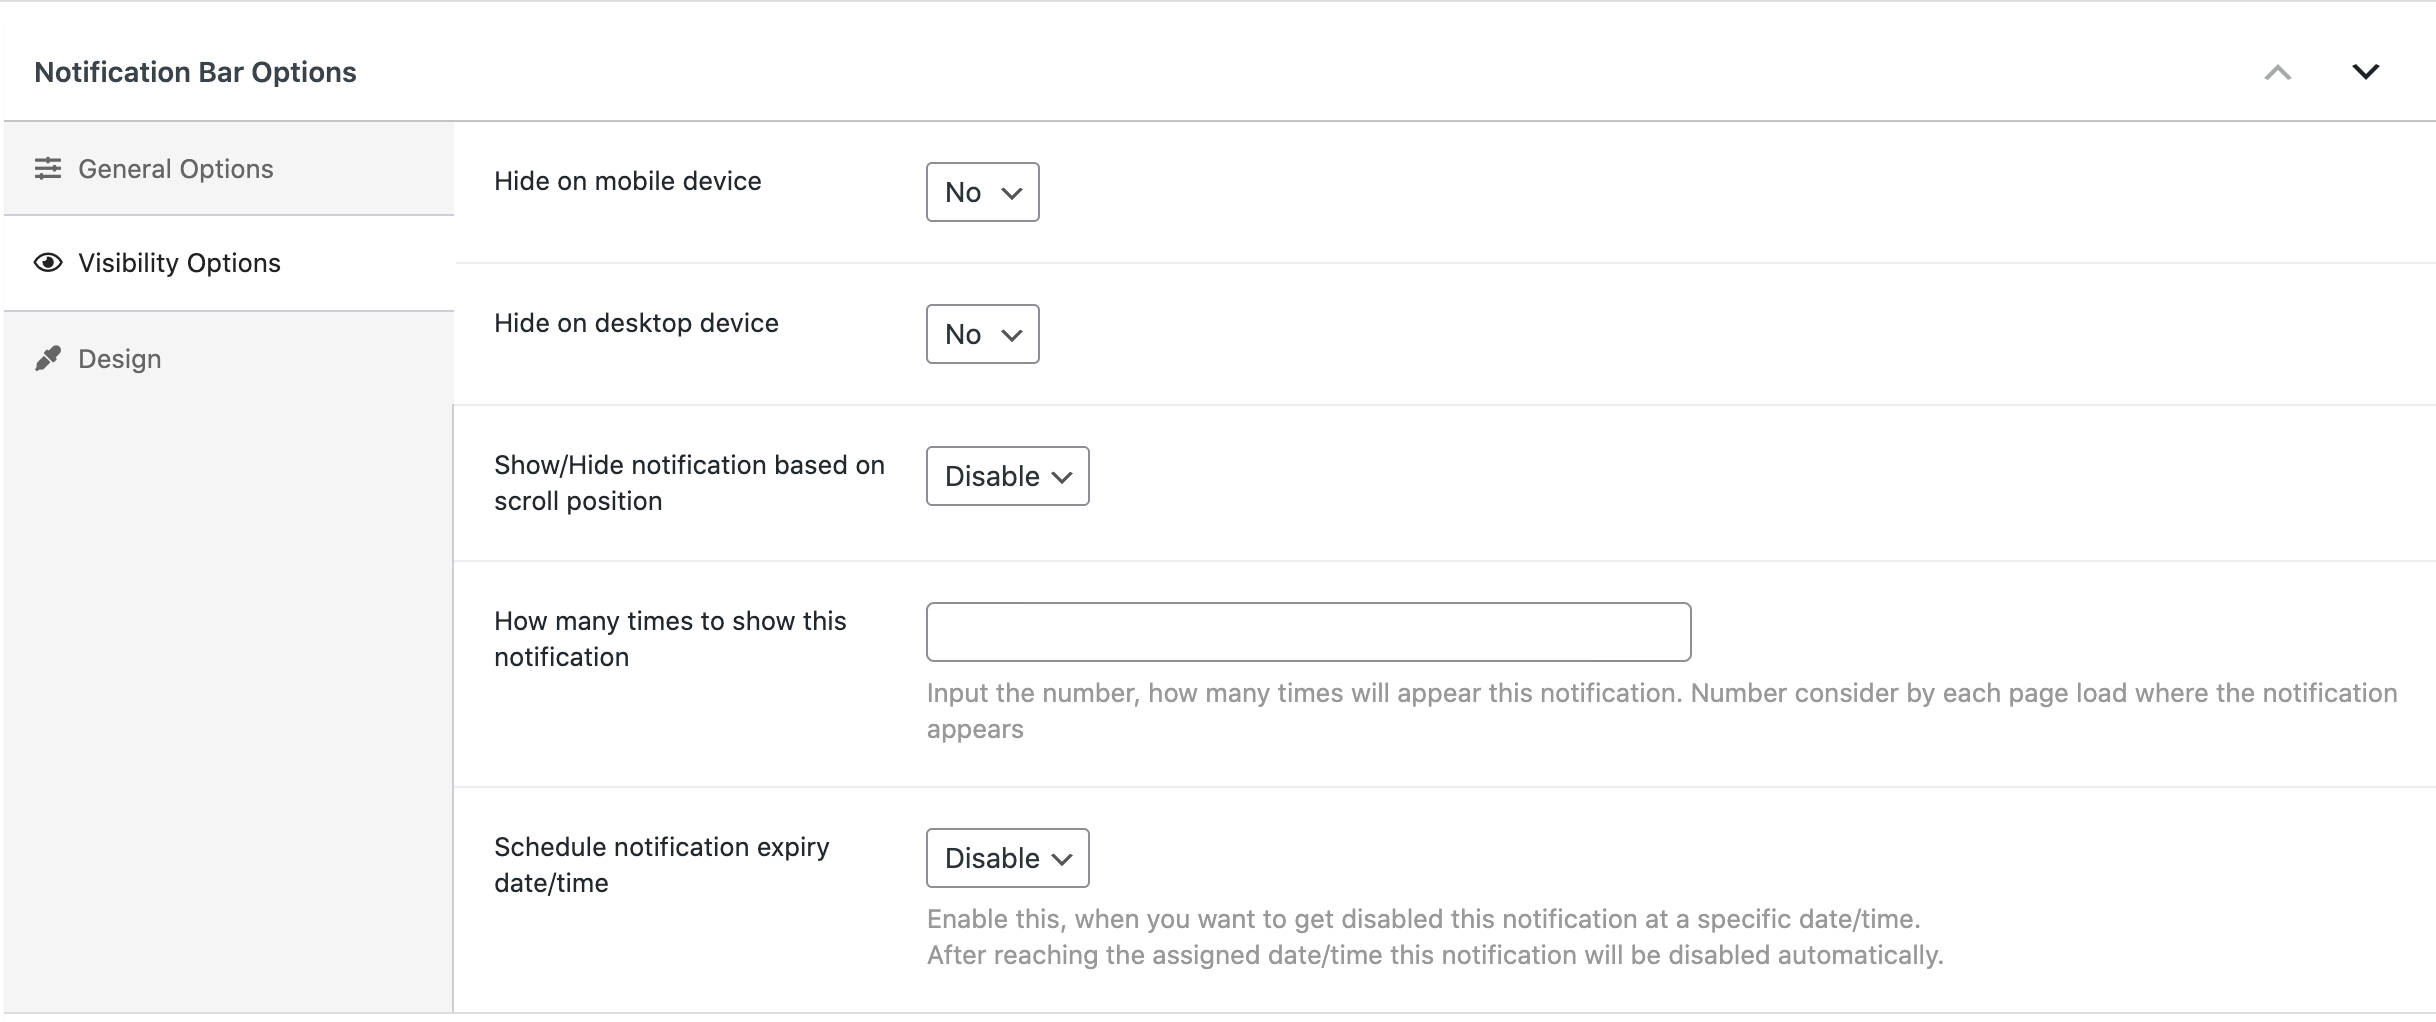 Notification Bar Options
General Options
Visibility Options
Design
Hide on mobile device
No
Hide on desktop device
No
Show/Hide notification based on
scroll position
Disable
How many times to show this
notification
Input the number, how many times will appear this notification. Number consider by each page load where the notification
appears
Schedule notification expiry
date/time
Disable
Enable this, when you want to get disabled this notification at a specific date/time.
After reaching the assigned date/time this notification will be disabled automatically.